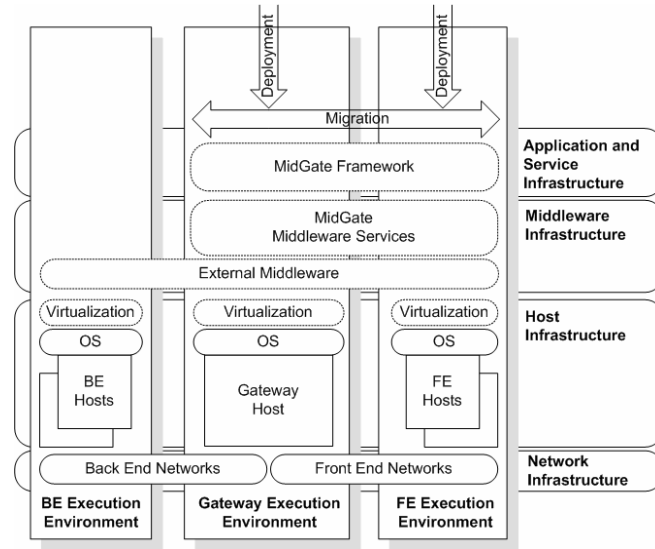 Deployment
Deployment
Migration
MidGate Framework
Application and
Service
Infrastructure
MidGate
Middleware Services
Middleware
Infrastructure
External Middleware
Virtualization
Virtualization
Virtualization
Host
Infrastructure
OS
OS
OS
BE
Hosts
Gateway
Host
FE
Hosts
Back End Networks
Front End Networks
Network
Infrastructure
BE Execution
Environment
Gateway Execution
Environment
FE Execution
Environment